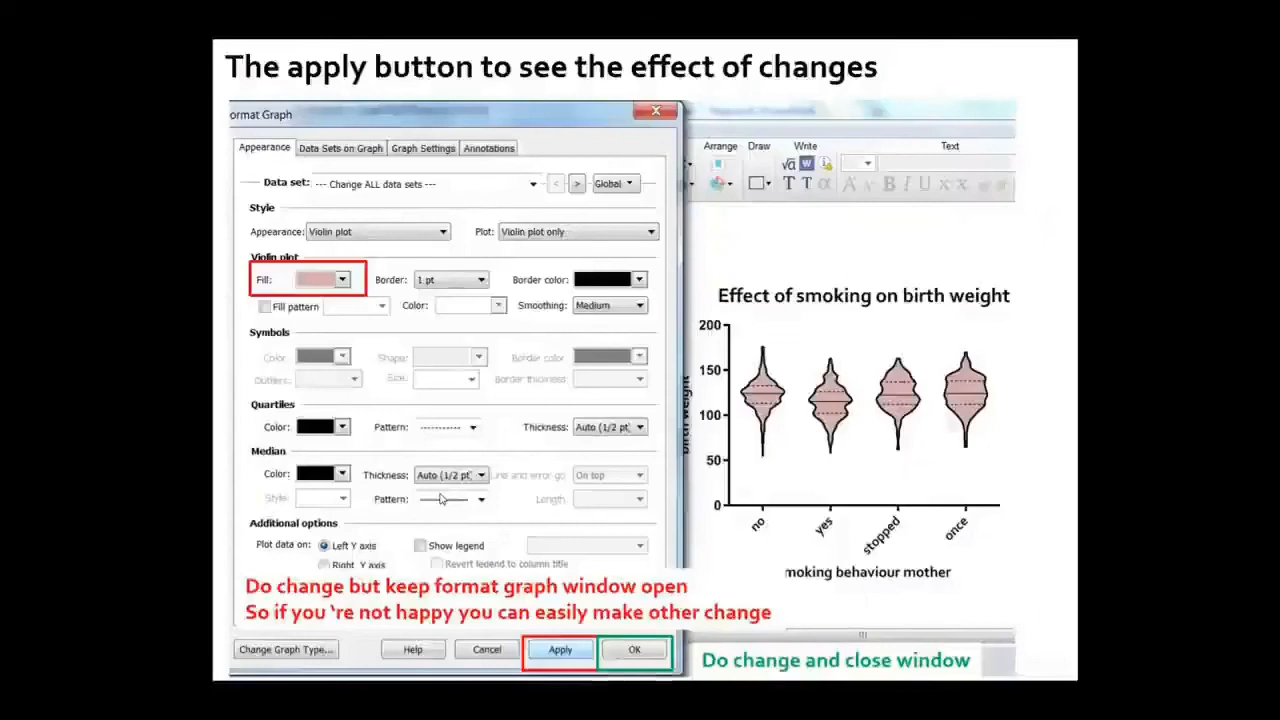 The apply button to see the effect of changes
ormat Graph
Appearance Data Sets on Graph Graph Settings Annotations
Arrange Draw Write Text
Data set: --- Change ALL data sets --- < > Global
Style
Appearance: Violin plot Plot: Violin plot only
Violin plot
Fill: Border: 1 pt Border color:
Fill pattern Color: Smoothing: Medium
Symbols
Color Shape: Border color
Outliers: Size: Border thickness:
Quartiles
Color: Pattern: Thickness: Auto (1/2 pt)
Median
Color: Thickness: Auto (1/2 pt) ine and error go On top
Style: Pattern: Length:
Additional options
Plot data on: Left Y axis Show legend
Right Y axis Revert legend to column title
Effect of smoking on birth weight
200
150
100
50
0
birth weight
no yes stopped once
moking behaviour mother
Do change but keep format graph window open
So if you 're not happy you can easily make other change
Change Graph Type... Help Cancel Apply OK
Do change and close window